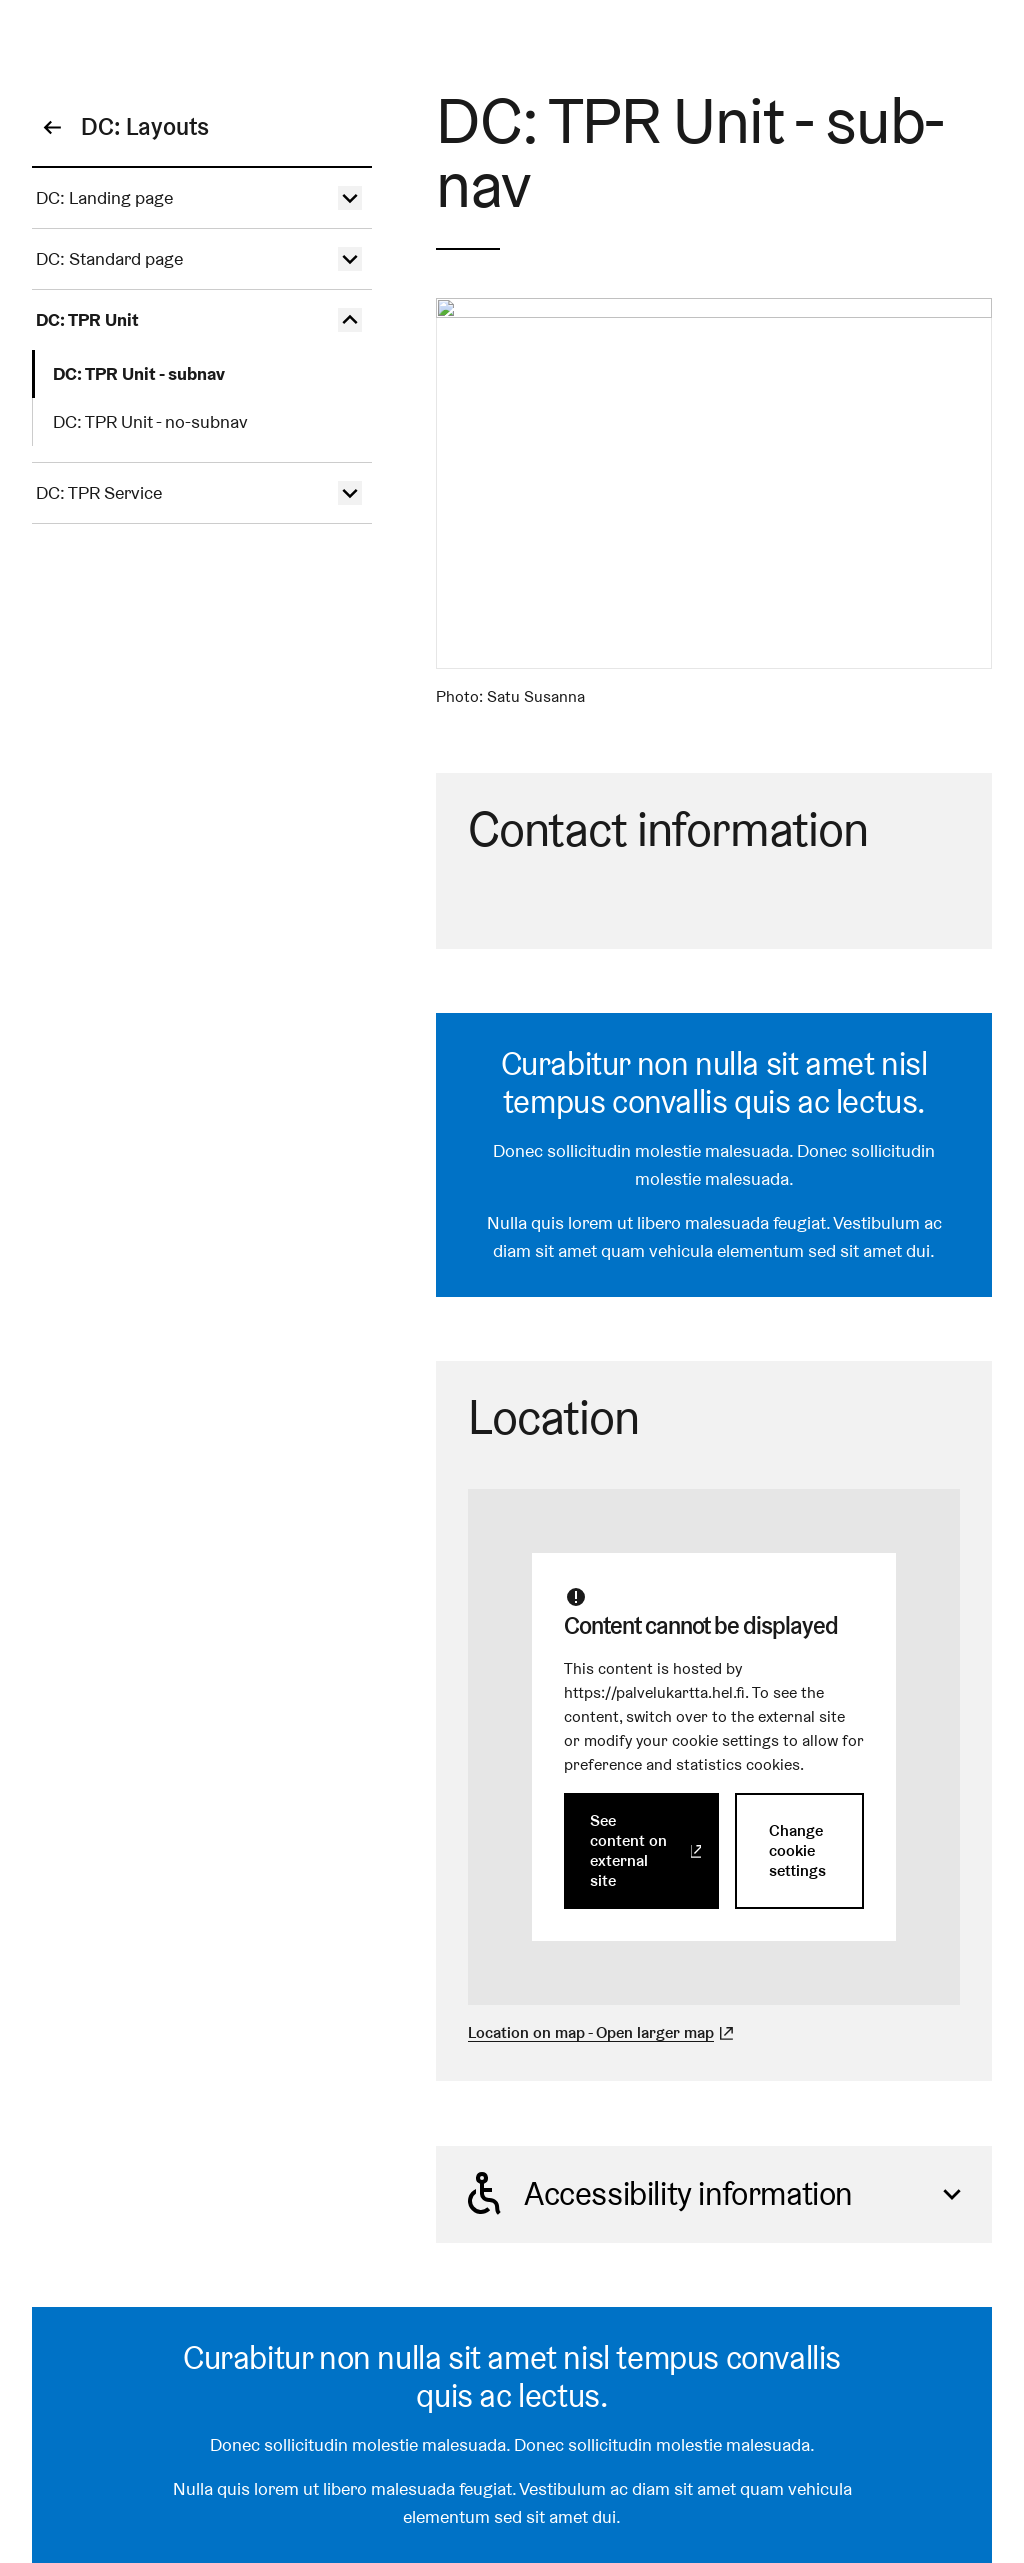 DC: Layouts
DC: Landing page
DC: Standard page
DC: TPR Unit
DC: TPR Unit - subnav
DC: TPR Unit - no-subnav
DC: TPR Service
DC: TPR Unit - sub-
nav
Photo: Satu Susanna
Contact information
Curabitur non nulla sit amet nisl
tempus convallis quis ac lectus.
Donec sollicitudin molestie malesuada. Donec sollicitudin
molestie malesuada.
Nulla quis lorem ut libero malesuada feugiat. Vestibulum ac
diam sit amet quam vehicula elementum sed sit amet dui.
Location
Content cannot be displayed
This content is hosted by
https://palvelukartta.hel.fi. To see the
content, switch over to the external site
or modify your cookie settings to allow for
preference and statistics cookies.
See
content on
external
site
Change
cookie
settings
Location on map - Open larger map
Accessibility information
Curabitur non nulla sit amet nisl tempus convallis
quis ac lectus.
Donec sollicitudin molestie malesuada. Donec sollicitudin molestie malesuada.
Nulla quis lorem ut libero malesuada feugiat. Vestibulum ac diam sit amet quam vehicula
elementum sed sit amet dui.